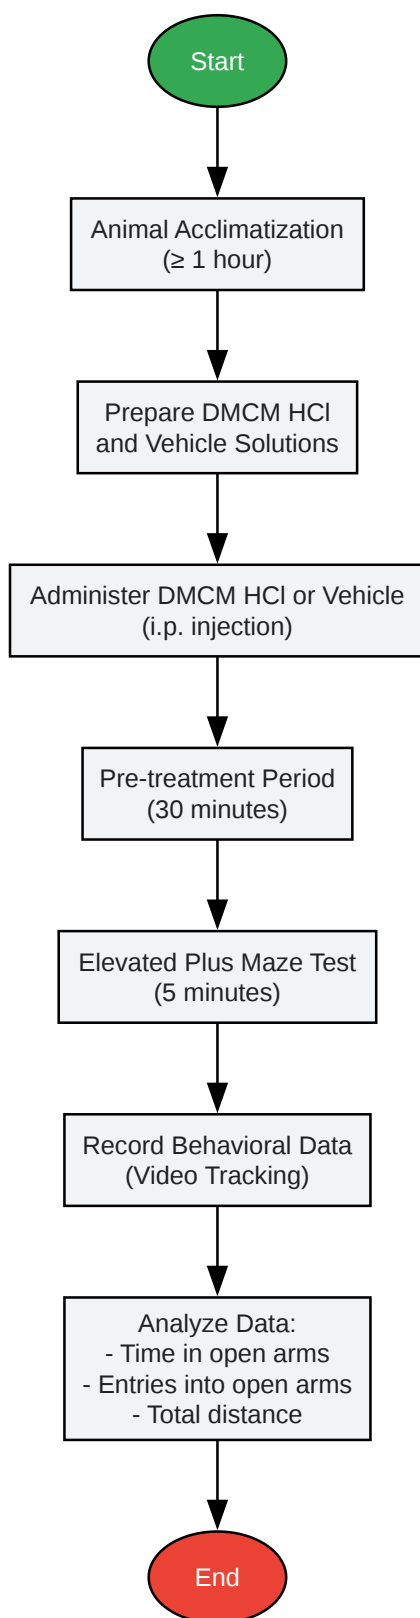 Start
Animal Acclimatization
(≥ 1 hour)
Prepare DMCM HCl
and Vehicle Solutions
Administer DMCM HCl or Vehicle
(i.p. injection)
Pre-treatment Period
(30 minutes)
Elevated Plus Maze Test
(5 minutes)
Record Behavioral Data
(Video Tracking)
Analyze Data:
- Time in open arms
- Entries into open arms
- Total distance
End